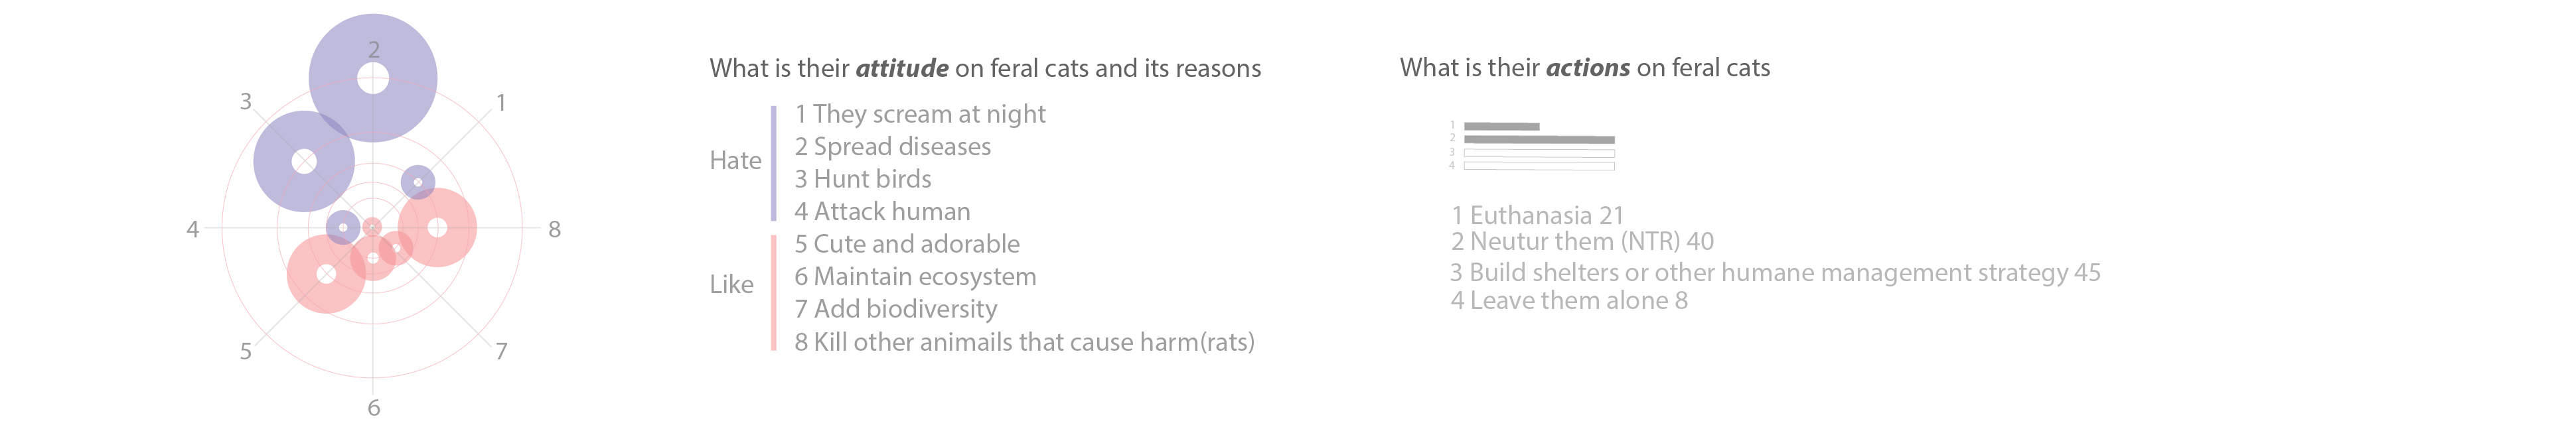 2
3
1
4
8
5
7
6
What is their attitude on feral cats and its reasons
Hate
1 They scream at night
2 Spread diseases
3 Hunt birds
4 Attack human
Like
5 Cute and adorable
6 Maintain ecosystem
7 Add biodiversity
8 Kill other animails that cause harm(rats)
What is their actions on feral cats
1
2
3
4
1 Euthanasia 21
2 Neutur them (NTR) 40
3 Build shelters or other humane management strategy 45
4 Leave them alone 8